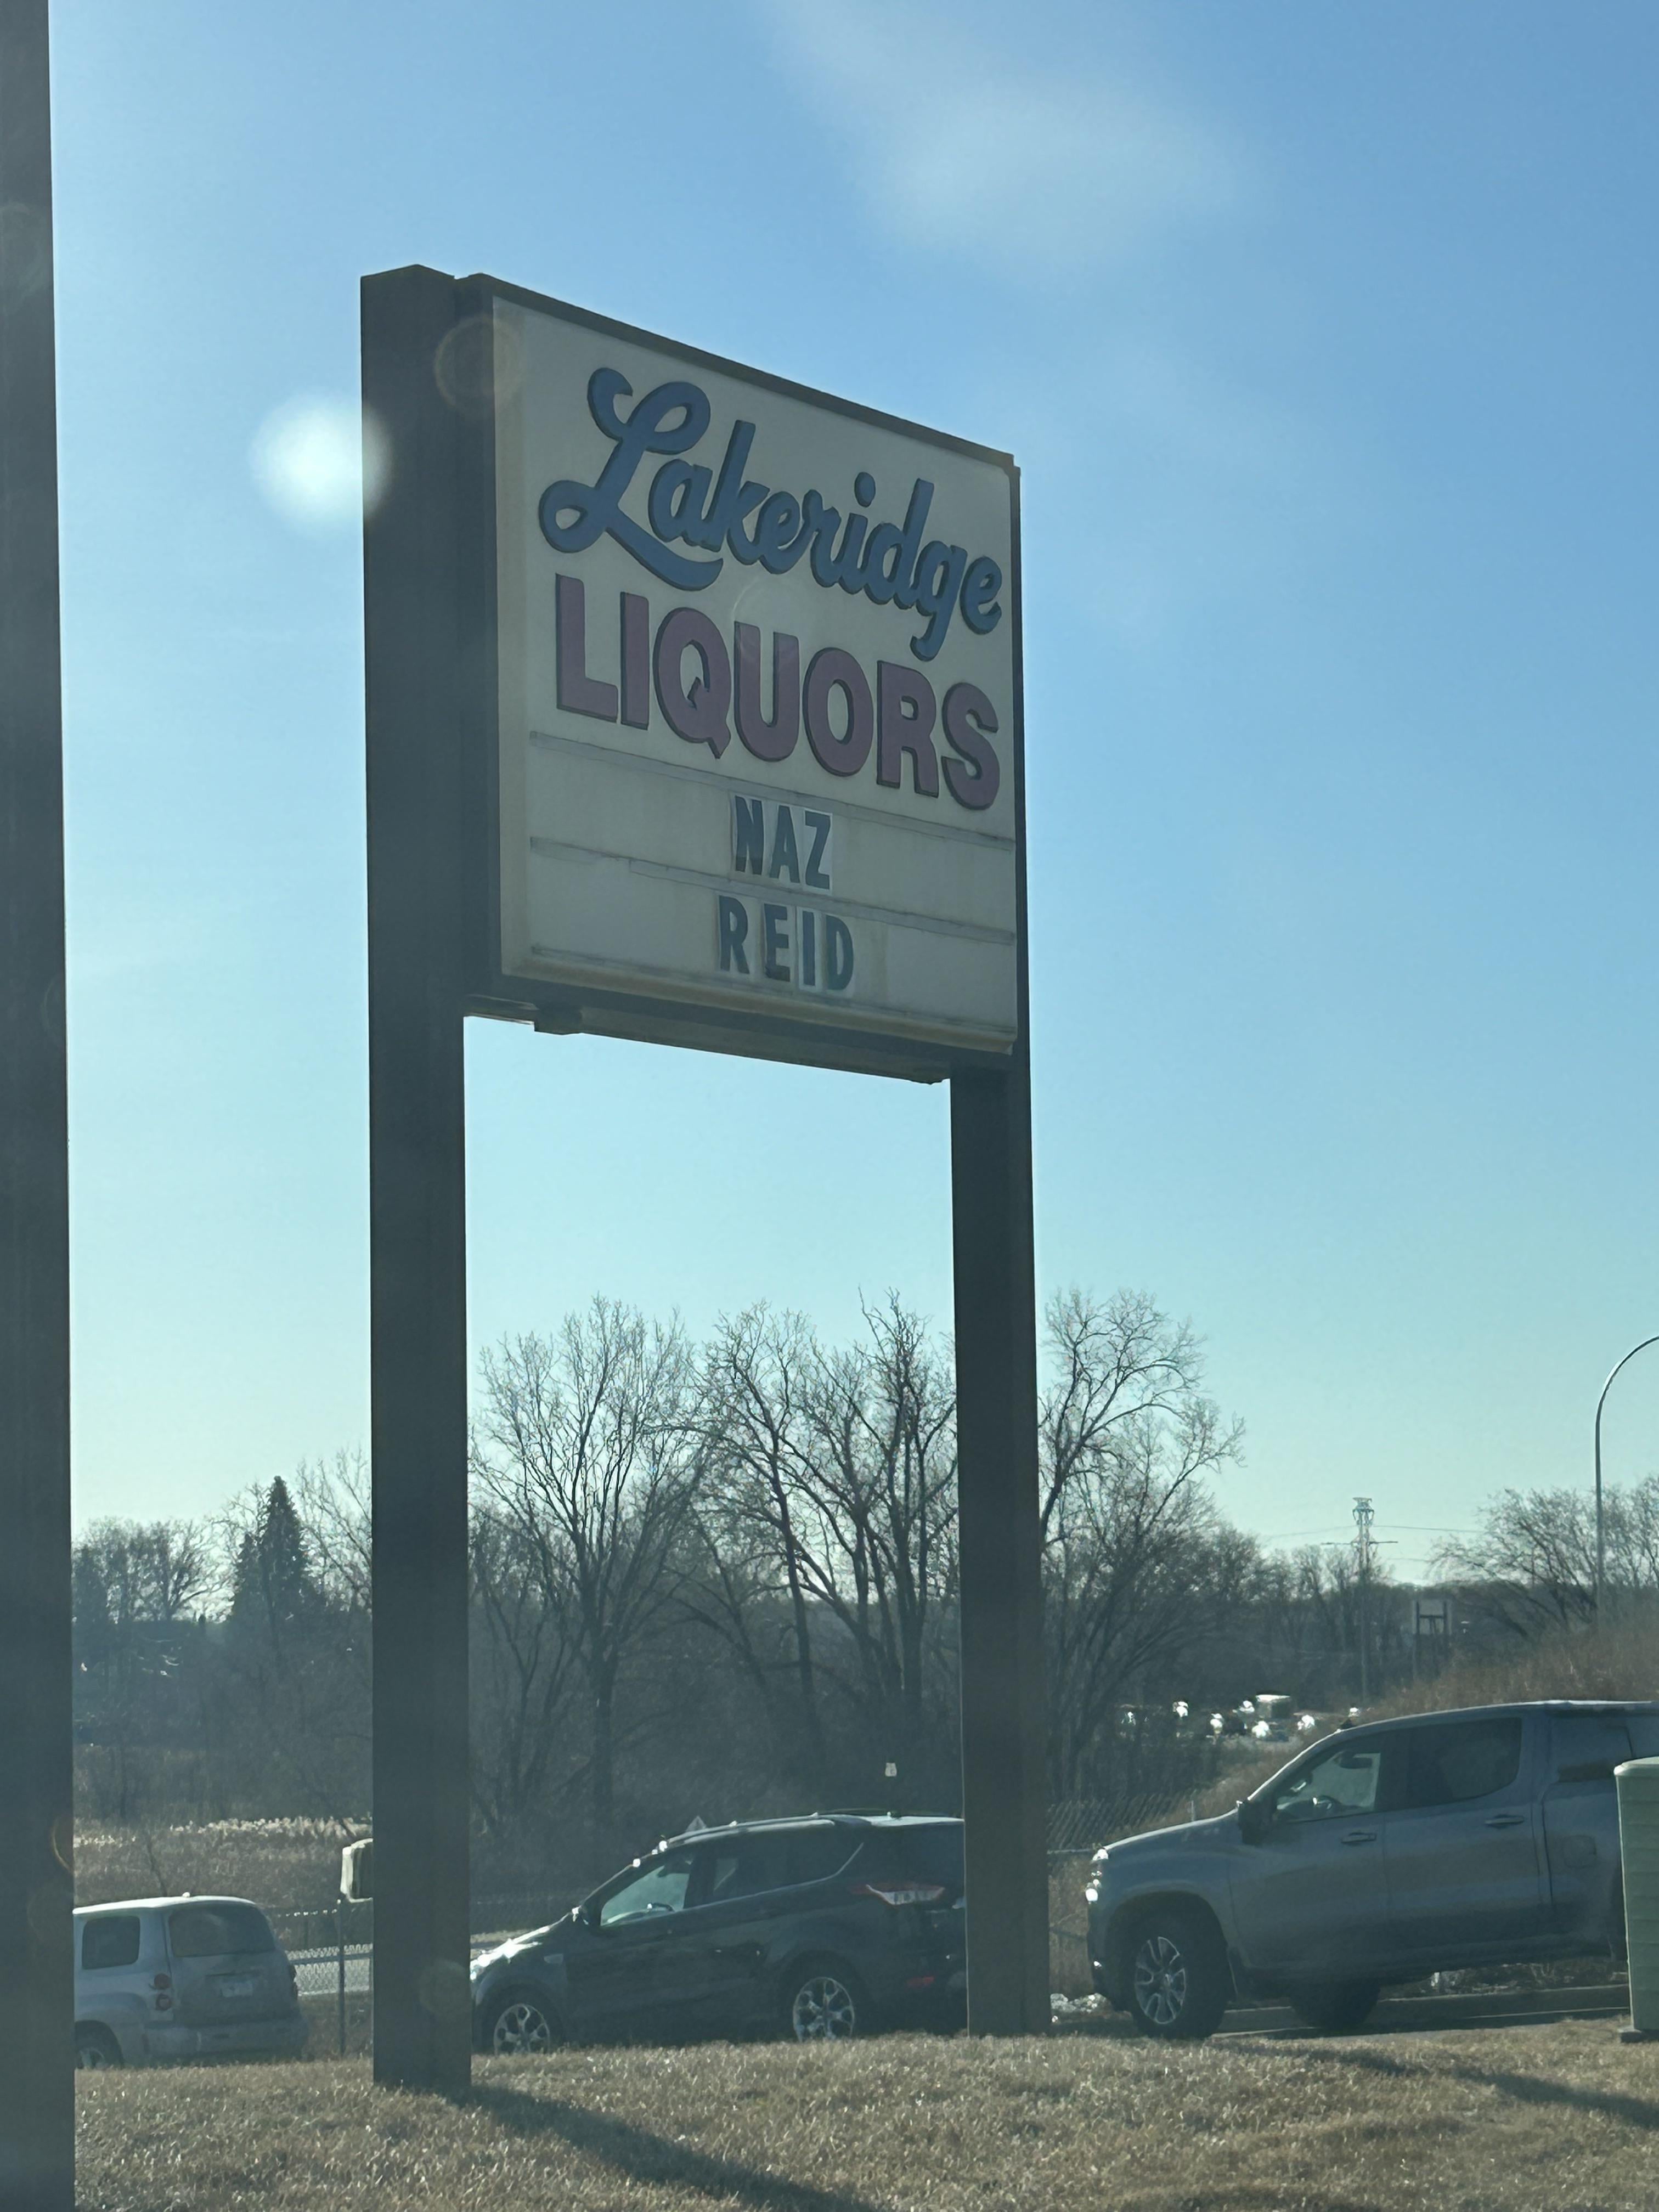 Lakeridge
LIQUORS
NAZ
REID